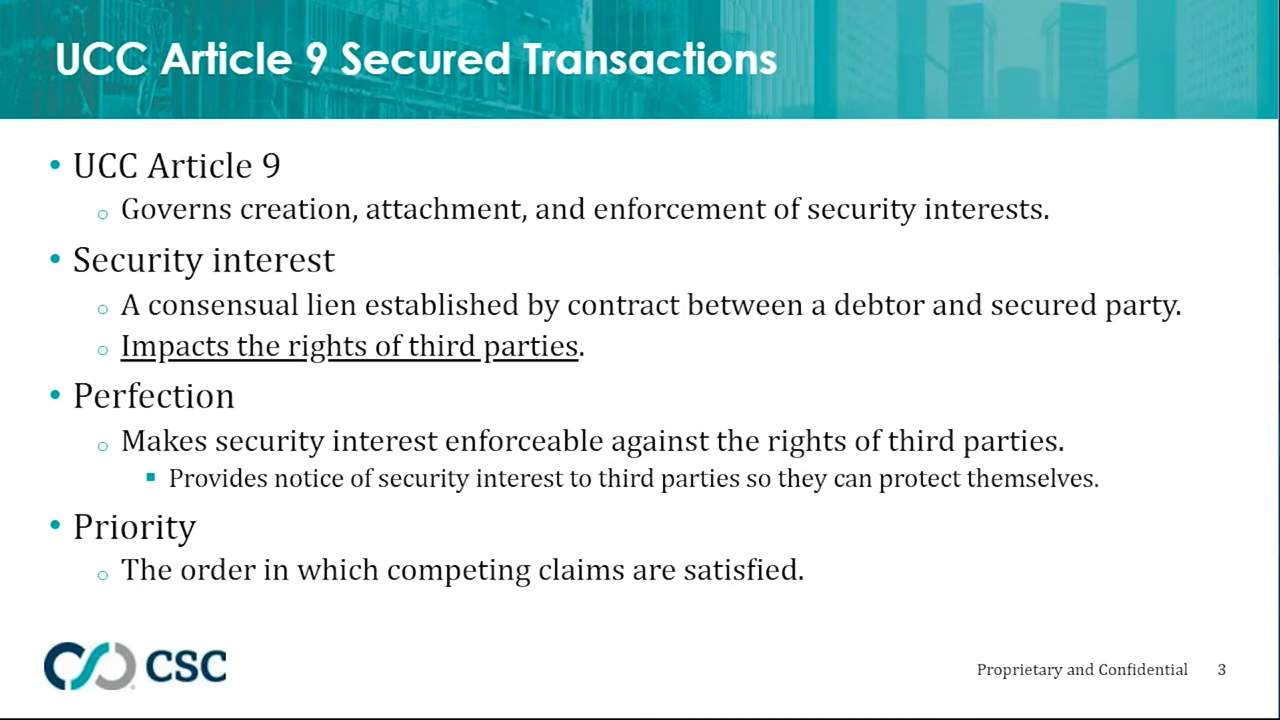 UCC Article 9 Secured Transactions
• UCC Article 9
o Governs creation, attachment, and enforcement of security interests.
• Security interest
o A consensual lien established by contract between a debtor and secured party.
o Impacts the rights of third parties.
• Perfection
o Makes security interest enforceable against the rights of third parties.
▪ Provides notice of security interest to third parties so they can protect themselves.
• Priority
o The order in which competing claims are satisfied.
CSC
Proprietary and Confidential 3